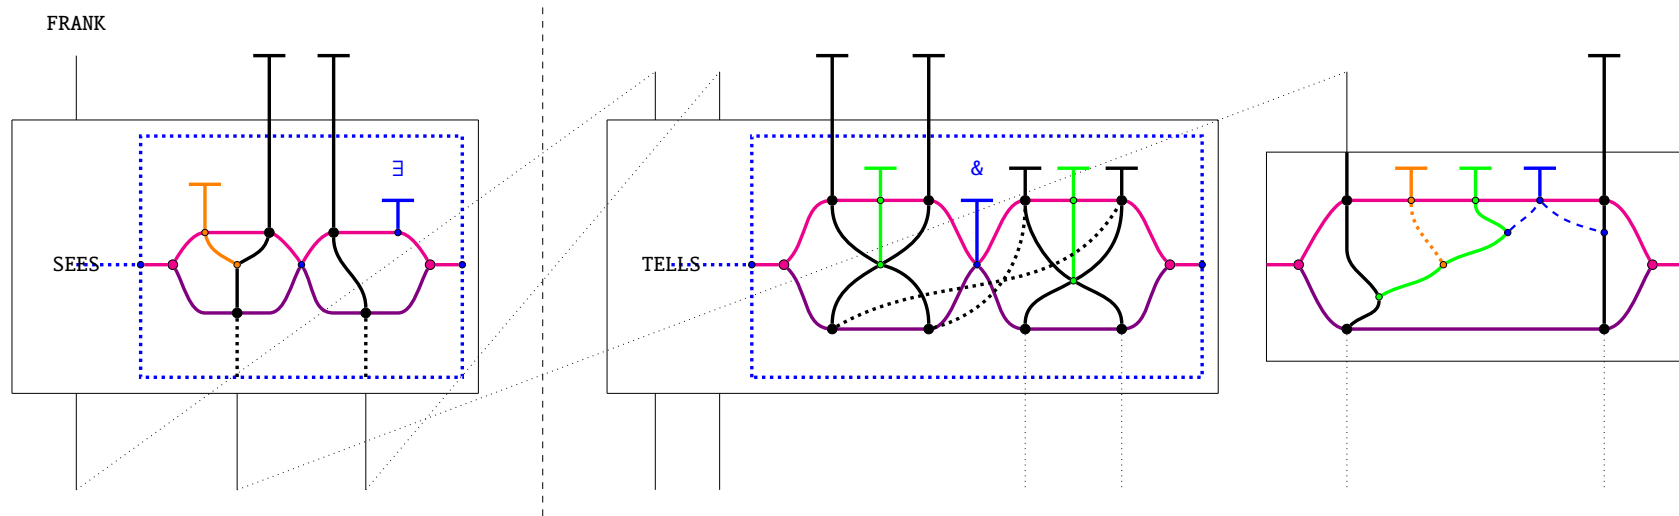 FRANK
∃
&
SEES
TELLS